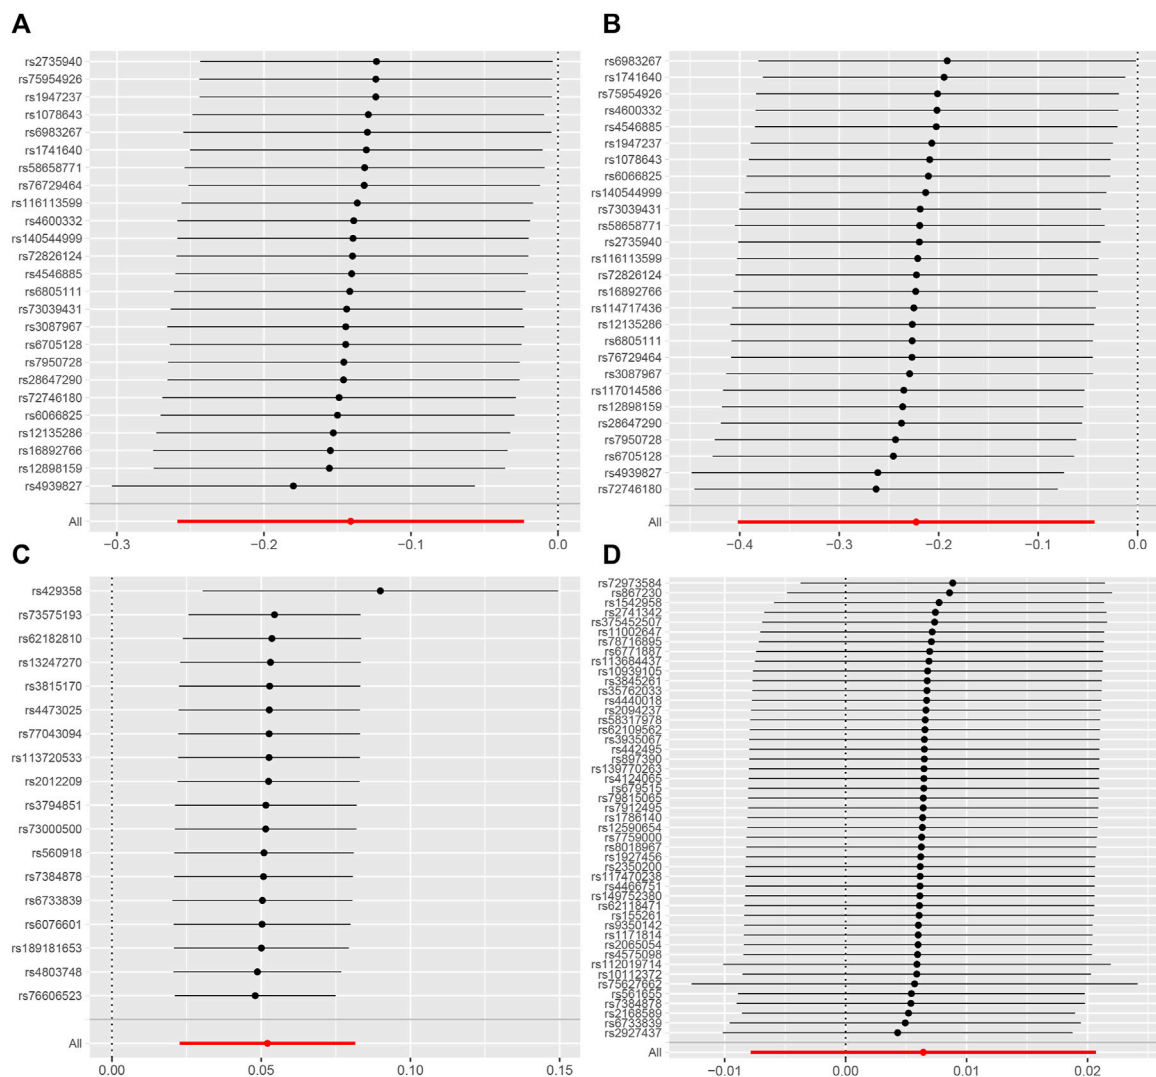 A
rs2735940
rs75954926
rs1947237
rs1078643
rs6983267
rs1741640
rs58658771
rs76729464
rs116113599
rs4600332
rs140544999
rs72826124
rs4546885
rs6805111
rs73039431
rs3087967
rs6705128
rs7950728
rs28647290
rs72746180
rs6066825
rs12135286
rs16892766
rs12898159
rs4939827
All
−0.3 −0.2 −0.1 0.0
B
rs6983267
rs1741640
rs75954926
rs4600332
rs4546885
rs1947237
rs1078643
rs6066825
rs140544999
rs73039431
rs58658771
rs2735940
rs116113599
rs72826124
rs16892766
rs114717436
rs12135286
rs6805111
rs76729464
rs3087967
rs117014586
rs12898159
rs28647290
rs7950728
rs6705128
rs4939827
rs72746180
All
−0.4 −0.3 −0.2 −0.1 0.0
C
rs429358
rs73575193
rs62182810
rs13247270
rs3815170
rs4473025
rs77043094
rs113720533
rs2012209
rs3794851
rs73000500
rs560918
rs7384878
rs6733839
rs6076601
rs189181653
rs4803748
rs76606523
All
0.00 0.05 0.10 0.15
D
rs72973584
rs867230
rs1542958
rs2741342
rs375452507
rs11002647
rs78716895
rs6771887
rs113684437
rs10939105
rs3845261
rs35762033
rs4440018
rs2094237
rs58317978
rs62109562
rs3935067
rs442495
rs897390
rs139770263
rs4124065
rs679515
rs79815065
rs7912495
rs1786140
rs12590654
rs7759000
rs8018967
rs1927456
rs2350200
rs117470238
rs4466751
rs149752380
rs62118471
rs155261
rs9350142
rs1171814
rs2065054
rs4575098
rs112019714
rs10112372
rs75627662
rs561655
rs7384878
rs2168589
rs6733839
rs2927437
All
−0.01 0.00 0.01 0.02